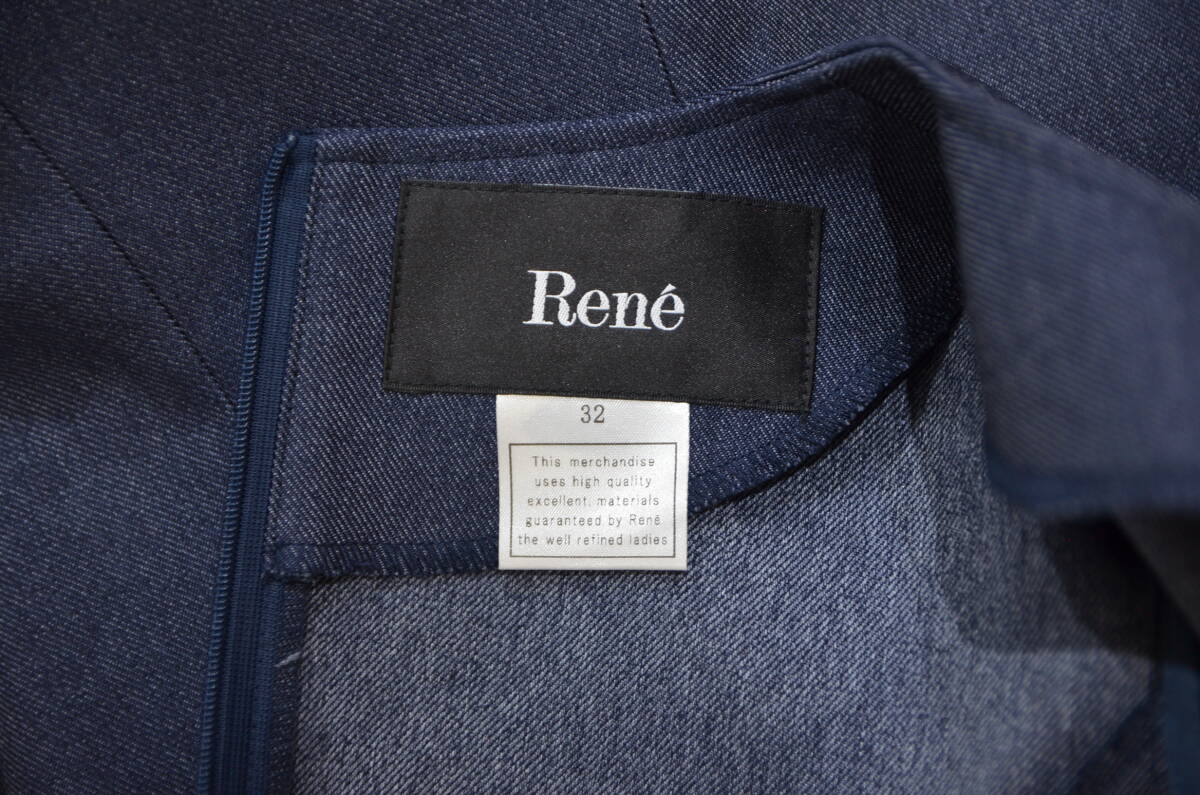 René
32
This merchandise
uses high quality
excellent, materials
guaranteed by René
the well refined ladies